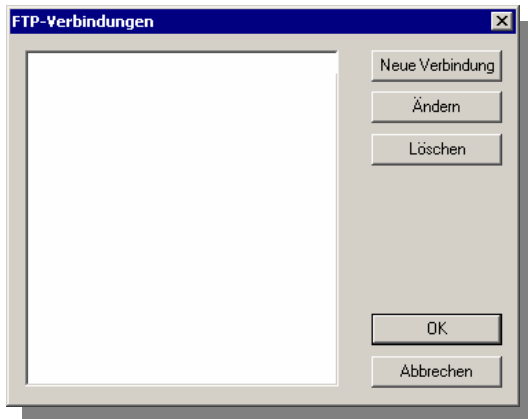 FTP-Verbindungen
Neue Verbindung
Ändern
Löschen
OK
Abbrechen